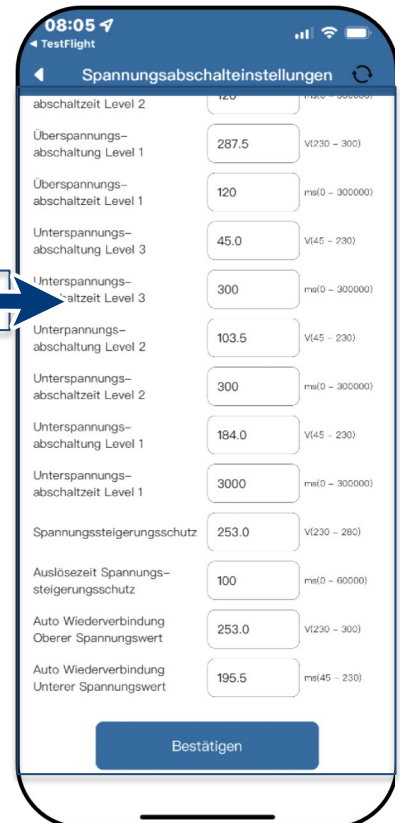 08:05
◀ TestFlight
Spannungsabschalteinstellungen
abschaltzeit Level 2 120 ms(0 - 300000)
Überspannungs-
abschaltung Level 1 287.5 V(230 - 300)
Überspannungs-
abschaltzeit Level 1 120 ms(0 - 300000)
Unterspannungs-
abschaltung Level 3 45.0 V(45 - 230)
Unterspannungs-
abschaltzeit Level 3 300 ms(0 - 300000)
Unterpannungs-
abschaltung Level 2 103.5 V(45 - 230)
Unterspannungs-
abschaltzeit Level 2 300 ms(0 - 300000)
Unterspannungs-
abschaltung Level 1 184.0 V(45 - 230)
Unterspannungs-
abschaltzeit Level 1 3000 ms(0 - 300000)
Spannungssteigerungsschutz 253.0 V(230 - 280)
Auslösezeit Spannungs-
steigerungsschutz 100 ms(0 - 60000)
Auto Wiederverbindung
Oberer Spannungswert 253.0 V(230 - 300)
Auto Wiederverbindung
Unterer Spannungswert 195.5 ms(45 - 230)
Bestätigen